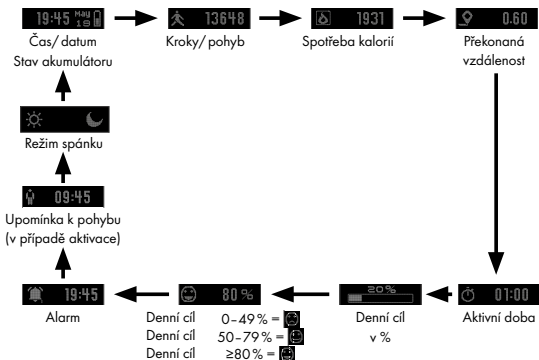 19:45 May 18
13648
1931
0.60
Čas/ datum
Stav akumulátoru
Kroky/ pohyb
Spotřeba kalorií
Překonaná
vzdálenost
Režim spánku
09:45
Upomínka k pohybu
(v případě aktivace)
19:45
80 %
20%
01:00
Alarm
Denní cíl 0–49 % =
Denní cíl 50–79 % =
Denní cíl ≥80 % =
Denní cíl
v %
Aktivní doba